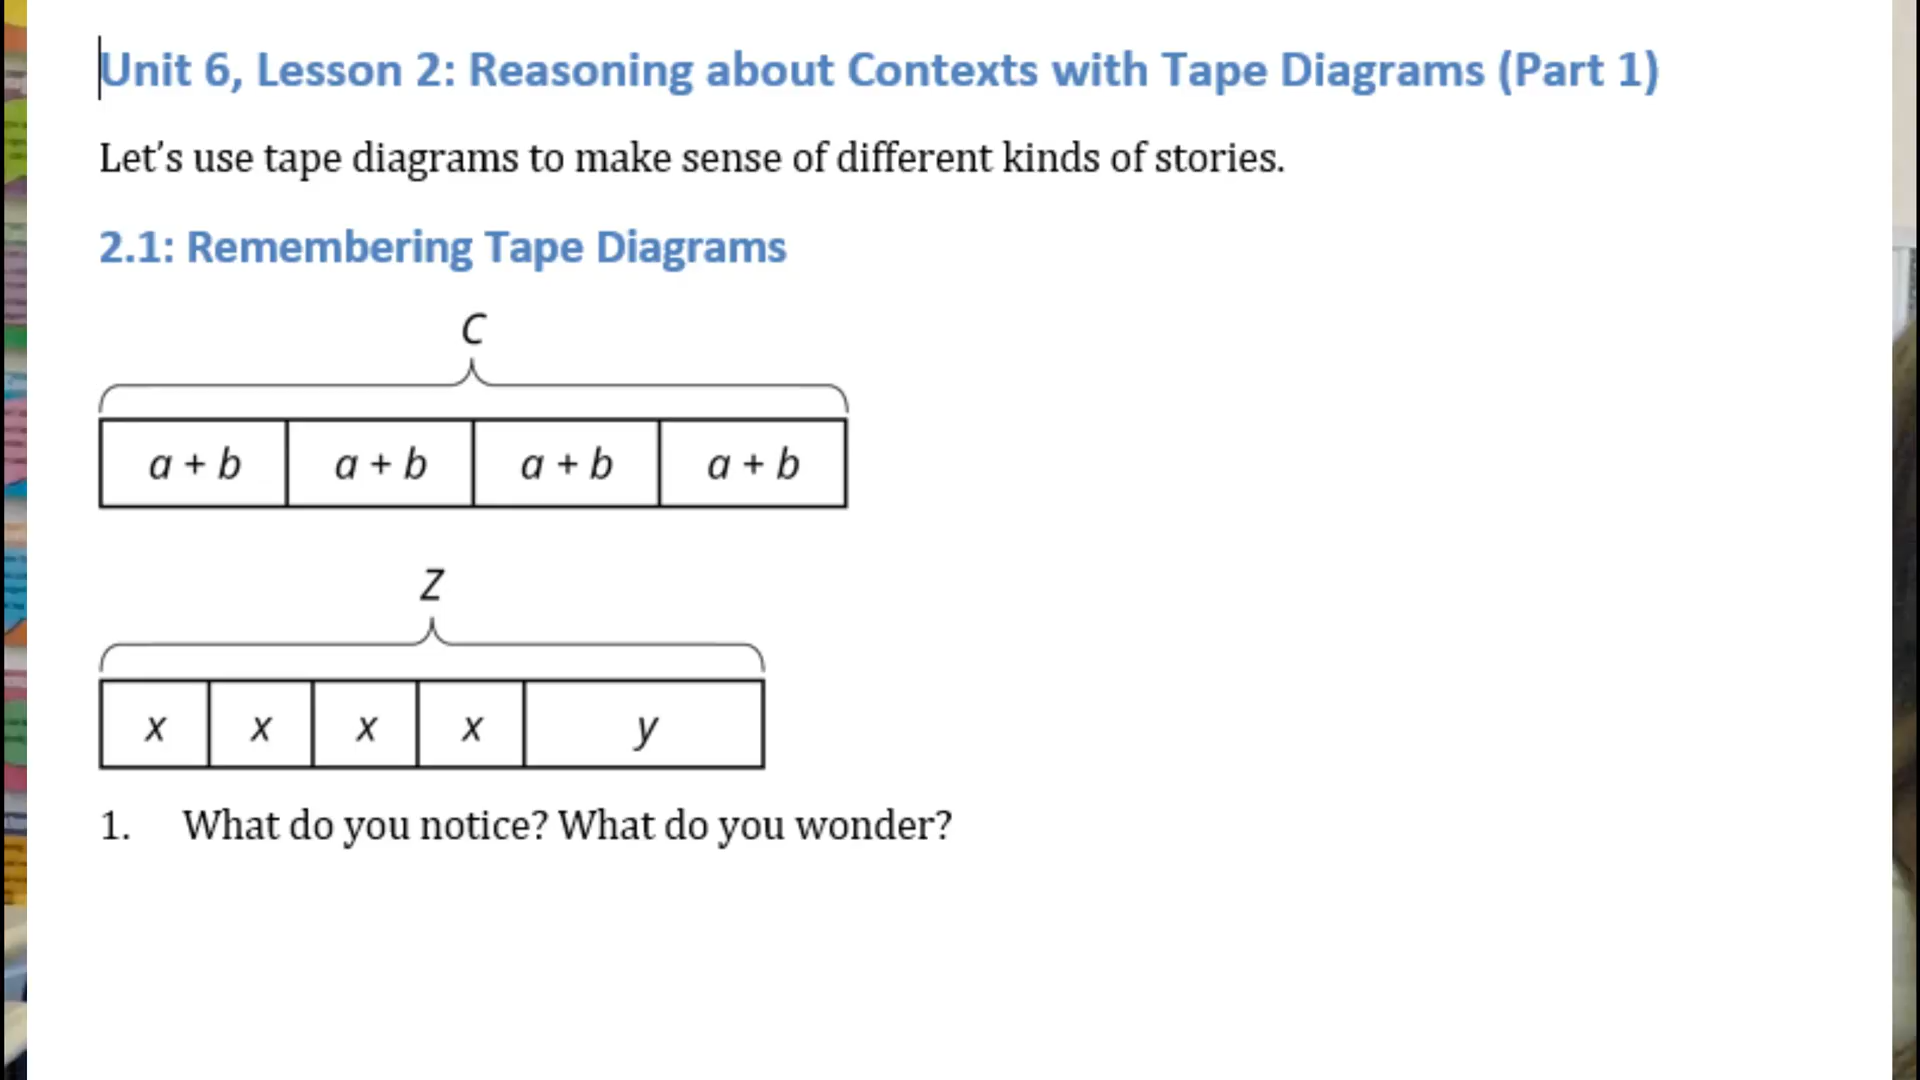 Unit 6, Lesson 2: Reasoning about Contexts with Tape Diagrams (Part 1)
Let’s use tape diagrams to make sense of different kinds of stories.
2.1: Remembering Tape Diagrams
C
a + b a + b a + b a + b
Z
x x x x y
1. What do you notice? What do you wonder?